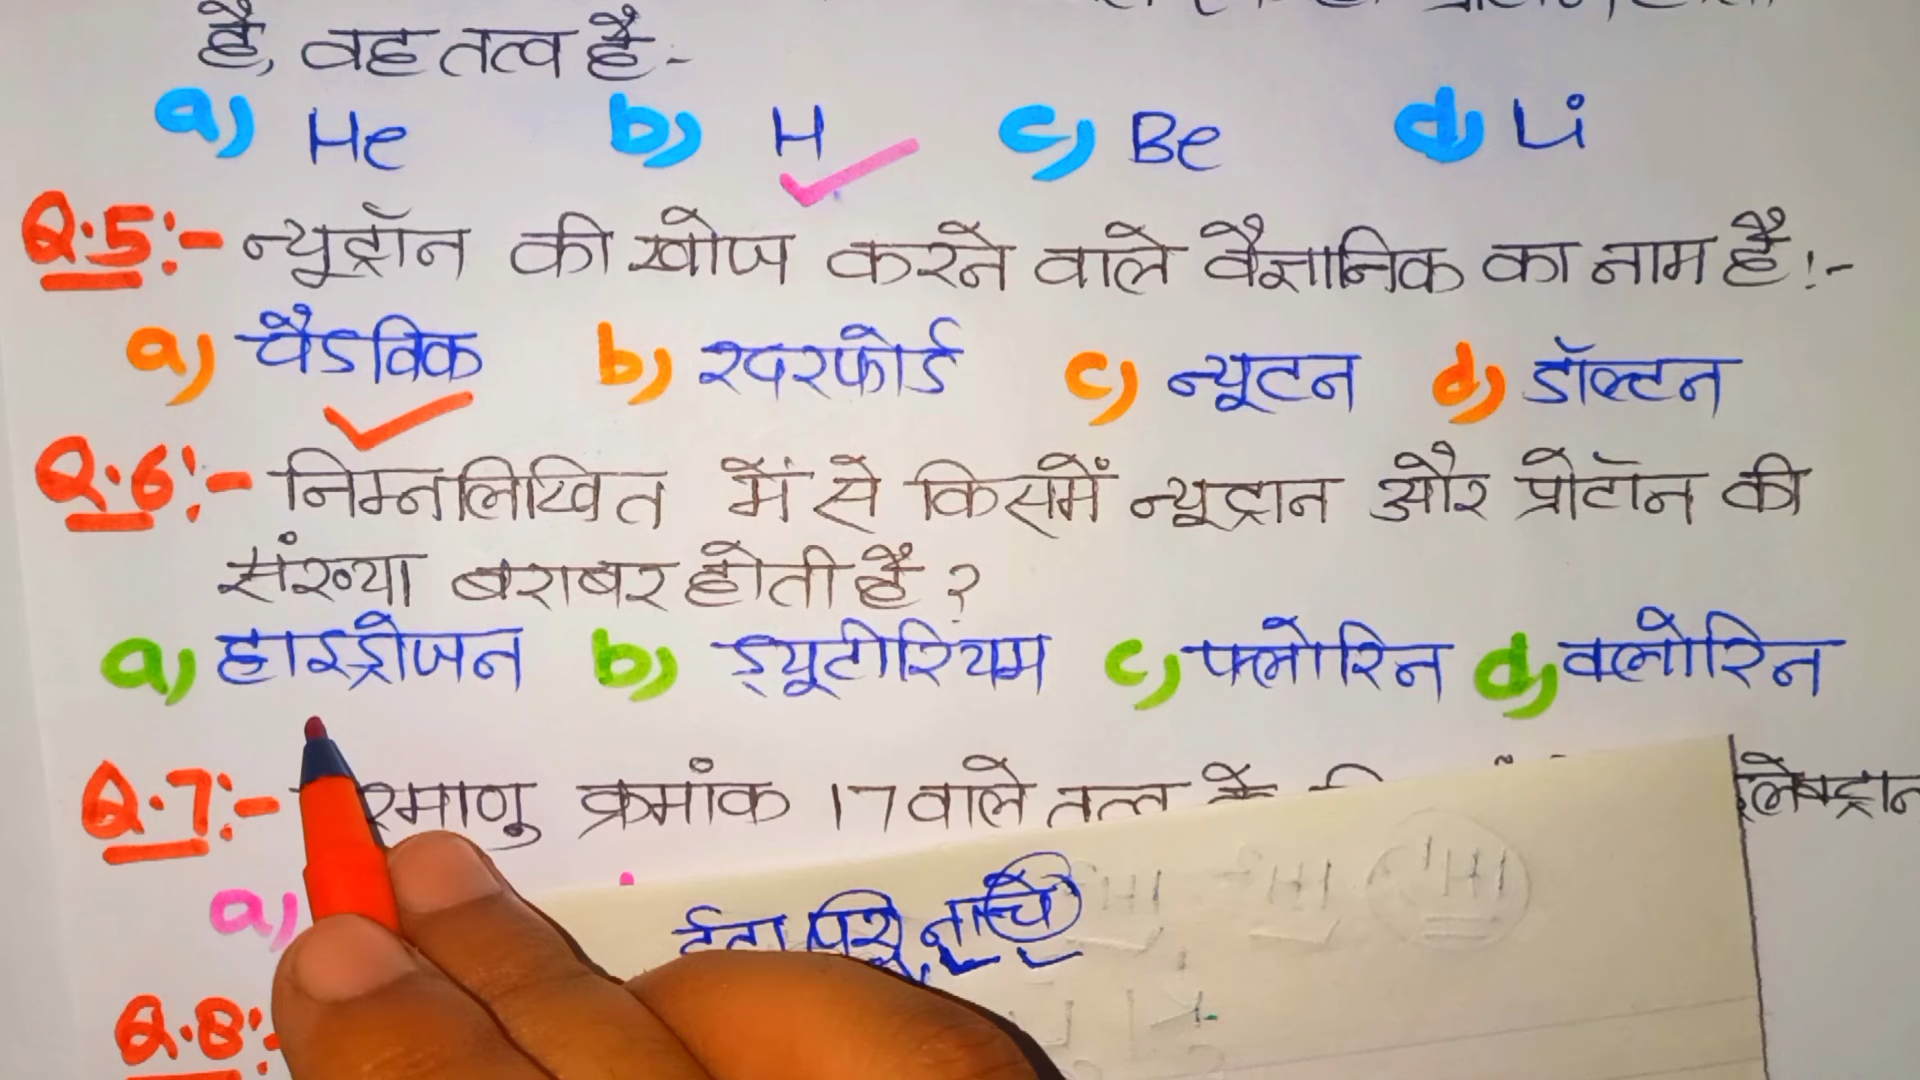 है, वह तत्व है-
a) He b) H c) Be d) Li
Q.5:- न्यूट्रॉन की खोज करने वाले वैज्ञानिक का नाम है:-
a) चैडविक b) रदरफोर्ड c) न्यूटन d) डॉल्टन
Q.6:- निम्नलिखित में से किसमें न्यूट्रान और प्रोटॉन की
संख्या बराबर होती है ?
a) हाइड्रोजन b) ड्यूटीरियम c) फ्लोरिन d) क्लोरिन
Q.7:- क्रमांक 17 वाले तत्व के
a)
Q.8:-